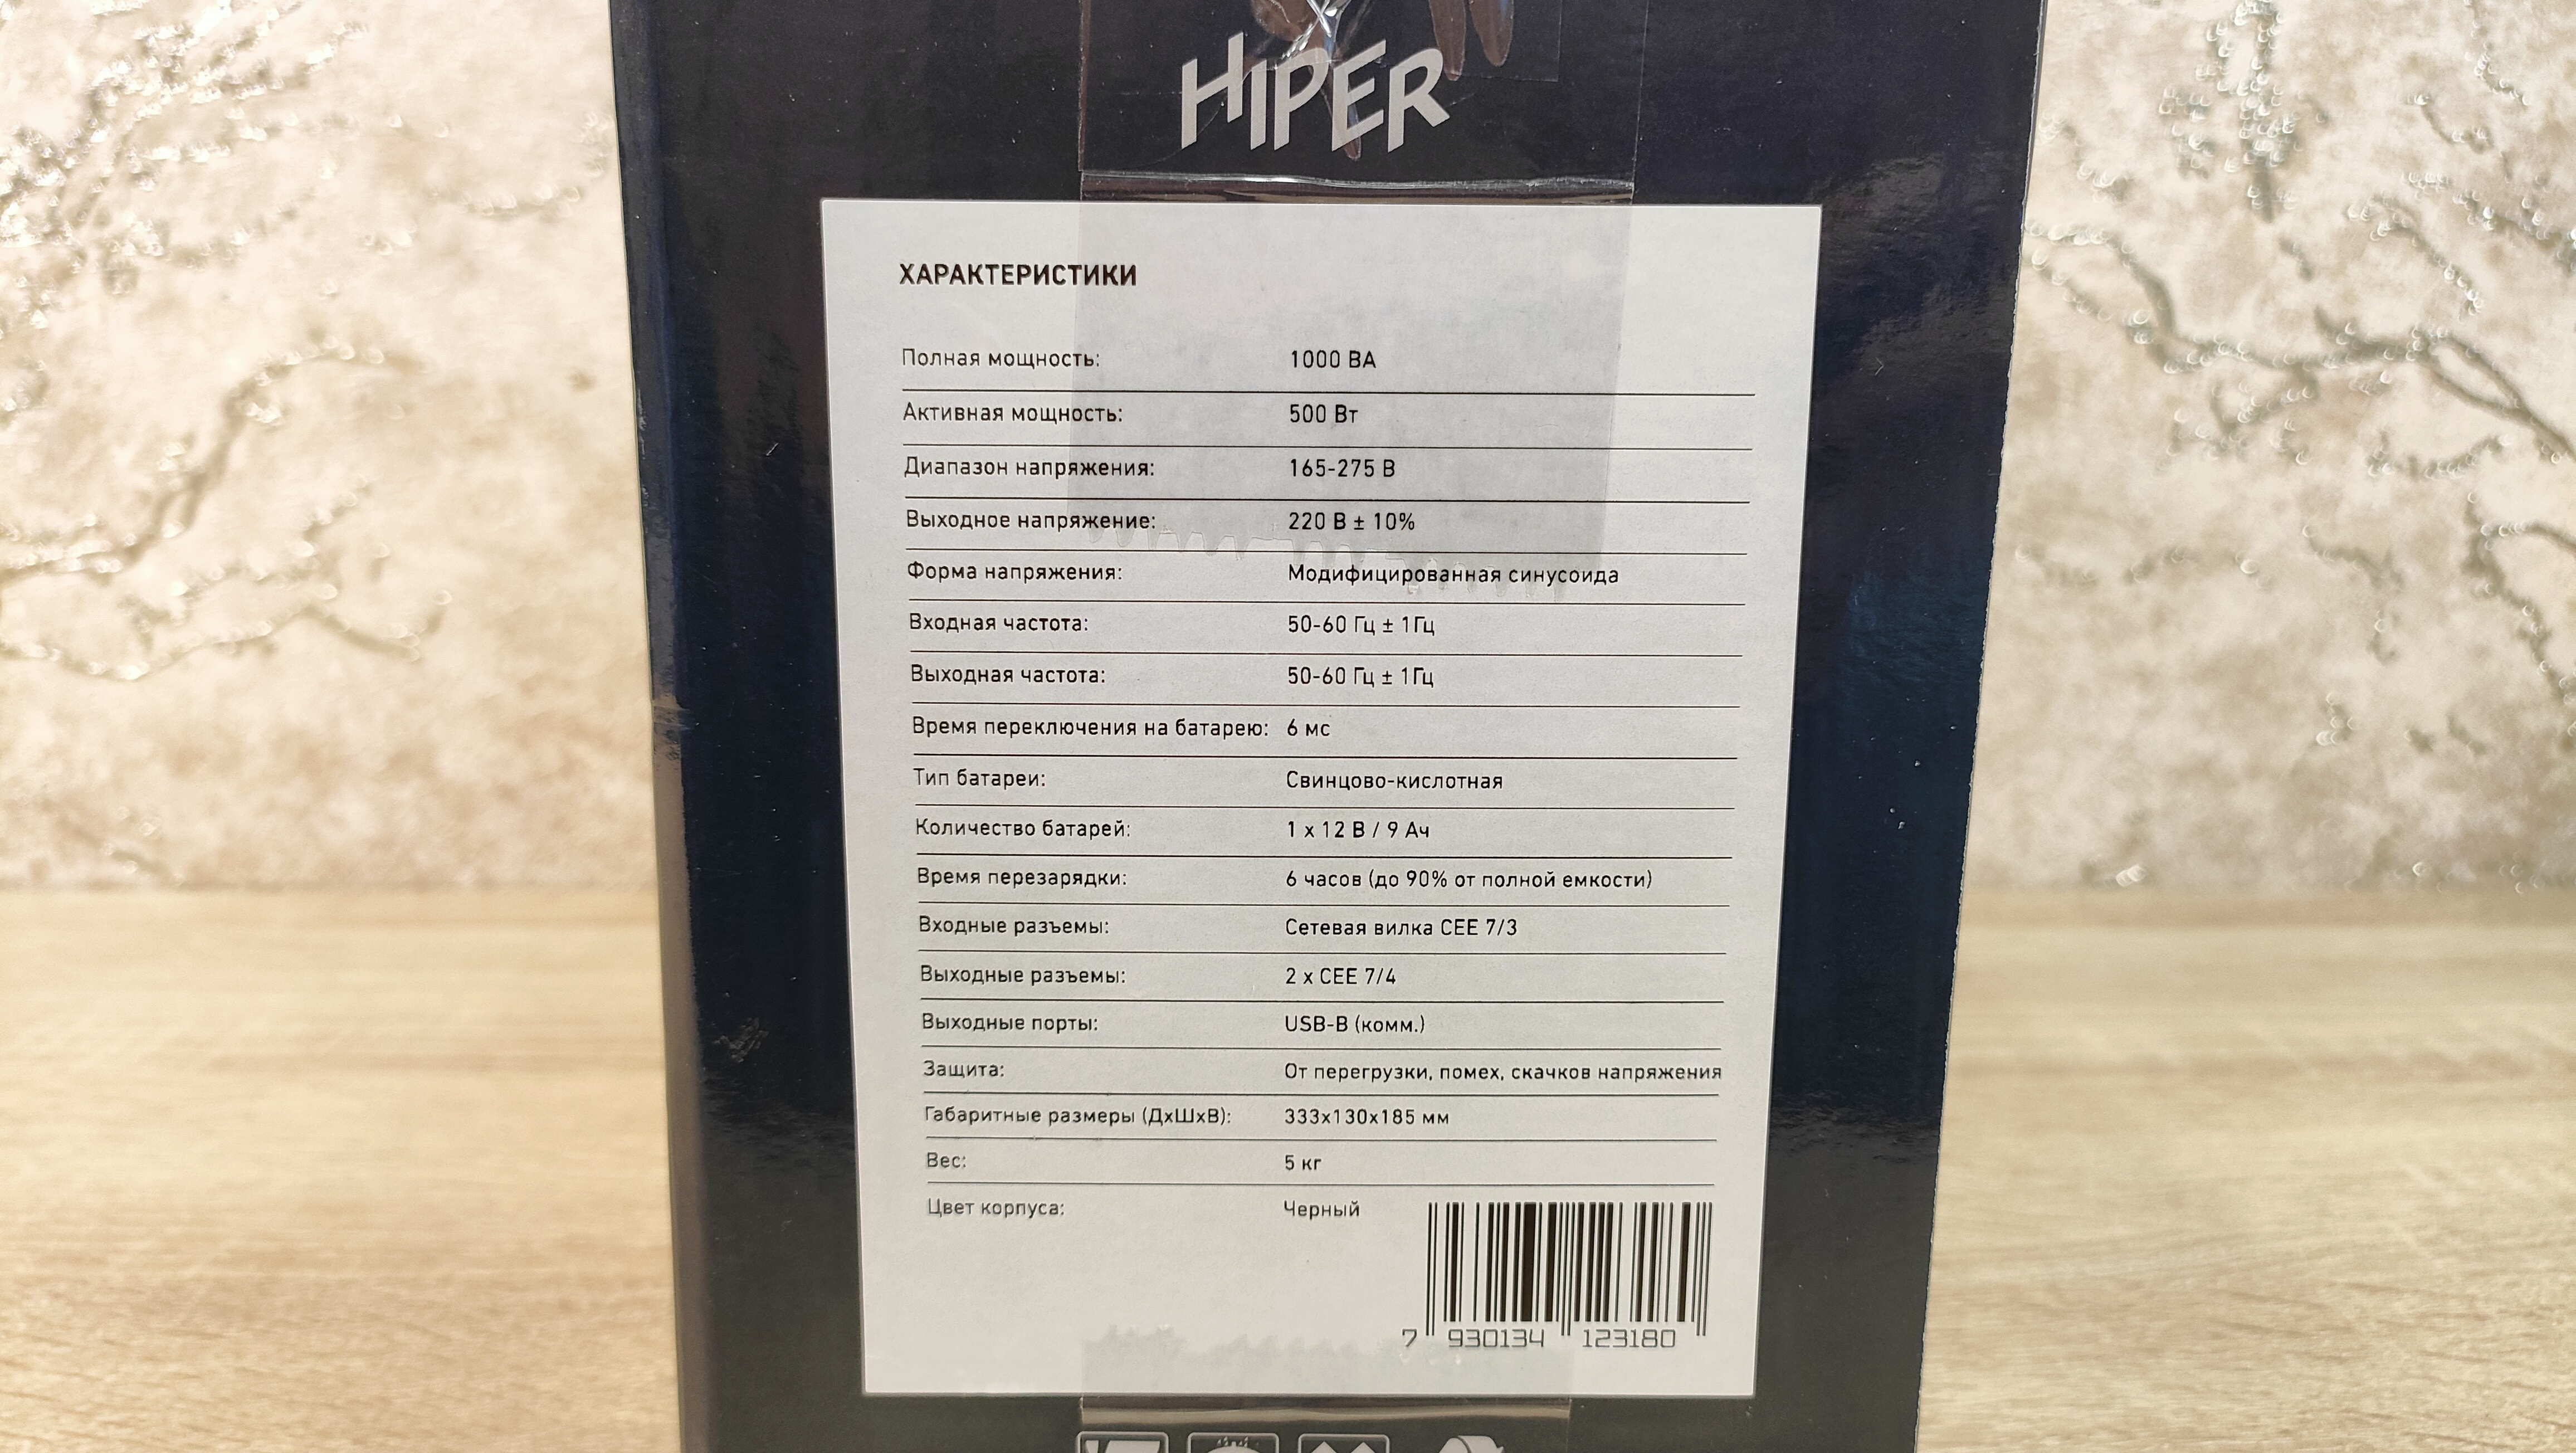 HIPER
ХАРАКТЕРИСТИКИ
Полная мощность: 1000 ВА
Активная мощность: 500 Вт
Диапазон напряжения: 165-275 В
Выходное напряжение: 220 В ± 10%
Форма напряжения: Модифицированная синусоида
Входная частота: 50-60 Гц ± 1Гц
Выходная частота: 50-60 Гц ± 1Гц
Время переключения на батарею: 6 мс
Тип батареи: Свинцово-кислотная
Количество батарей: 1 x 12 В / 9 Ач
Время перезарядки: 6 часов (до 90% от полной емкости)
Входные разъемы: Сетевая вилка CEE 7/3
Выходные разъемы: 2 x CEE 7/4
Выходные порты: USB-B (комм.)
Защита: От перегрузки, помех, скачков напряжения
Габаритные размеры (ДхШхВ): 333x130x185 мм
Вес: 5 кг
Цвет корпуса: Черный
7 930134 123180